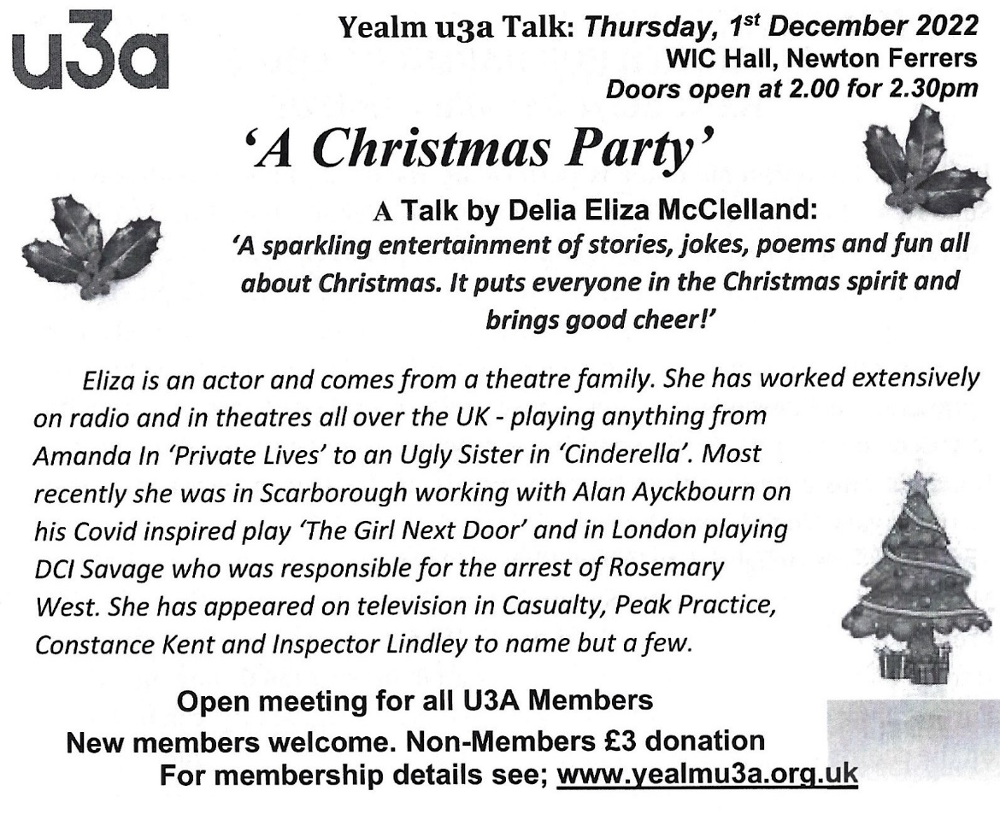 u3a
Yealm u3a Talk: Thursday, 1st December 2022
WIC Hall, Newton Ferrers
Doors open at 2.00 for 2.30pm
‘A Christmas Party’
A Talk by Delia Eliza McClelland:
‘A sparkling entertainment of stories, jokes, poems and fun all
about Christmas. It puts everyone in the Christmas spirit and
brings good cheer!’
Eliza is an actor and comes from a theatre family. She has worked extensively
on radio and in theatres all over the UK - playing anything from
Amanda In ‘Private Lives’ to an Ugly Sister in ‘Cinderella’. Most
recently she was in Scarborough working with Alan Ayckbourn on
his Covid inspired play ‘The Girl Next Door’ and in London playing
DCI Savage who was responsible for the arrest of Rosemary
West. She has appeared on television in Casualty, Peak Practice,
Constance Kent and Inspector Lindley to name but a few.
Open meeting for all U3A Members
New members welcome. Non-Members £3 donation
For membership details see; www.yealmu3a.org.uk